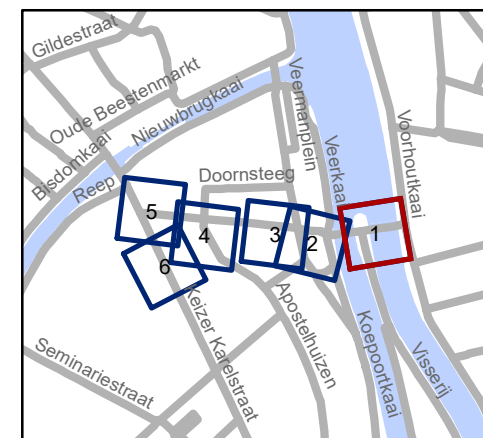 Gildestraat
Oude Beestenmarkt
Nieuwbrugkaai
Bisdomkaai
Reep
Doornsteeg
Veermanplein
Veerkaai
Voorhoutkaai
5
4
3
2
1
6
Keizer Karelstraat
Apostelhuizen
Koepoortkaai
Visserij
Seminariestraat